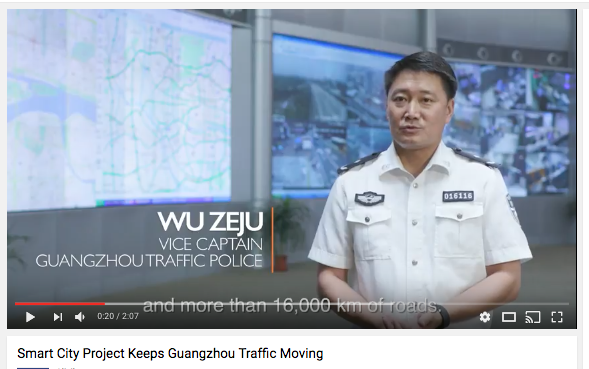 016116
WU ZEJU
VICE CAPTAIN
GUANGZHOU TRAFFIC POLICE
and more than 16,000 km of roads
0:20 / 2:07
Smart City Project Keeps Guangzhou Traffic Moving